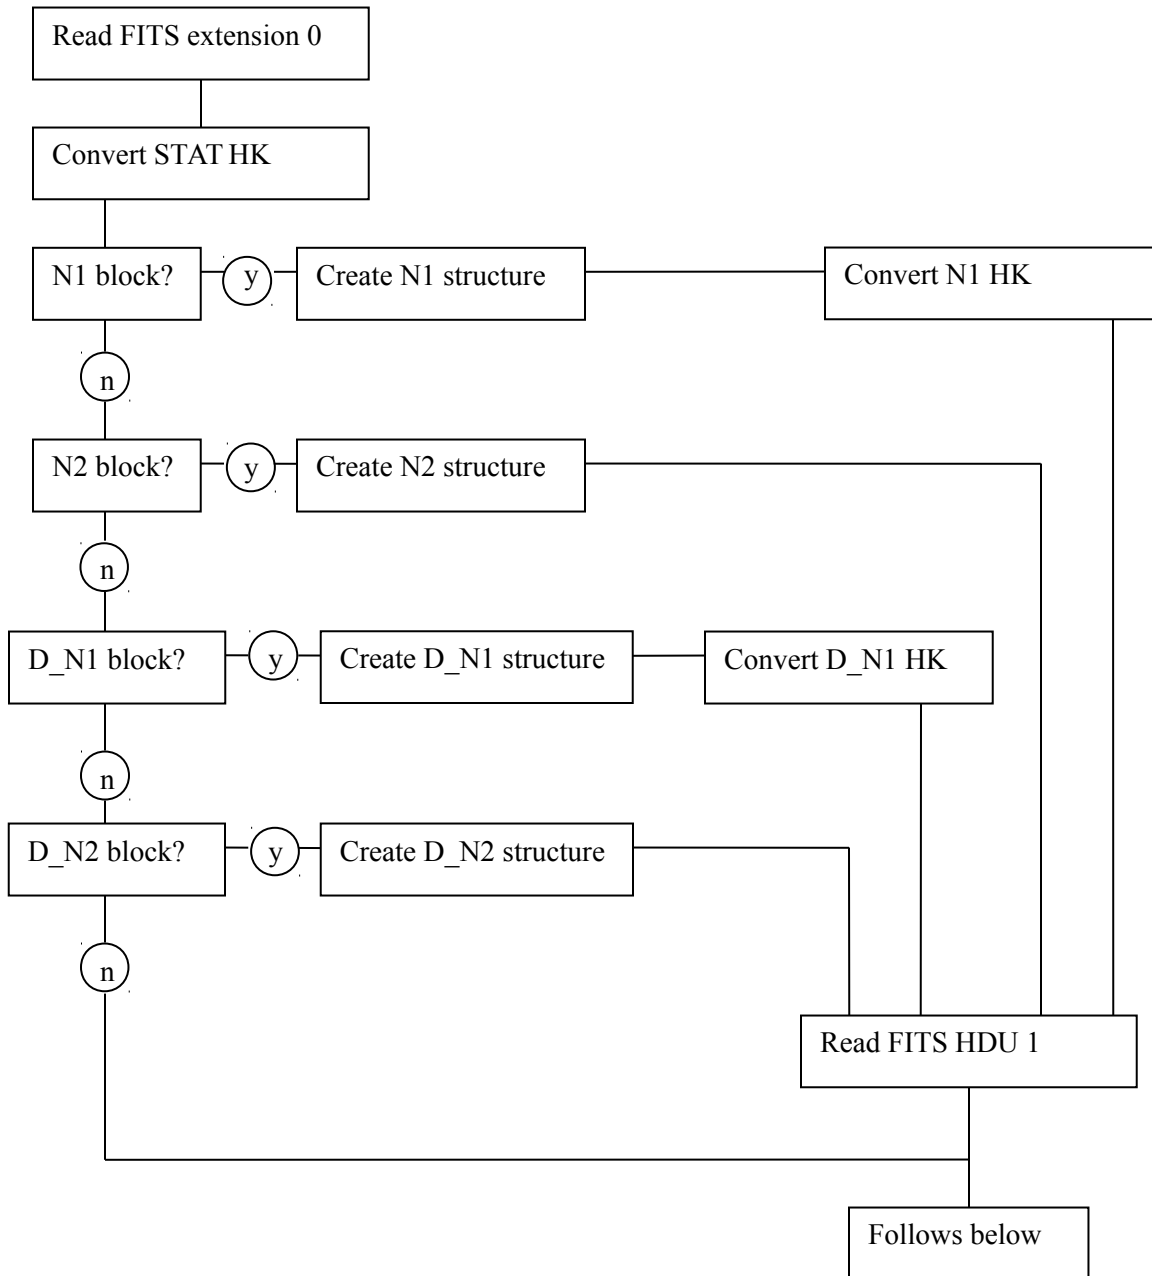 Read FITS extension 0
Convert STAT HK
N1 block?
y
Create N1 structure
Convert N1 HK
n
N2 block?
y
Create N2 structure
n
D_N1 block?
y
Create D_N1 structure
Convert D_N1 HK
n
D_N2 block?
y
Create D_N2 structure
n
Read FITS HDU 1
Follows below